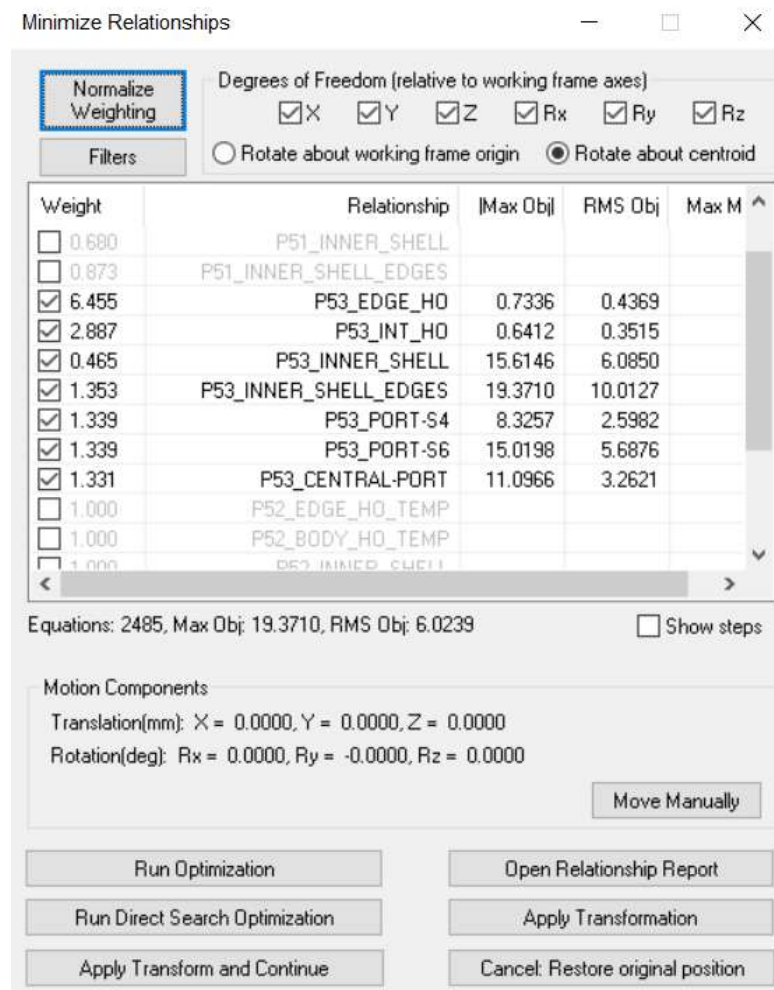 Minimize Relationships
Normalize Weighting
Degrees of Freedom (relative to working frame axes)
X Y Z Rx Ry Rz
Filters
Rotate about working frame origin Rotate about centroid
Weight Relationship |Max Obj| RMS Obj Max M
0.680 P51_INNER_SHELL
0.873 P51_INNER_SHELL_EDGES
6.455 P53_EDGE_HO 0.7336 0.4369
2.887 P53_INT_HO 0.6412 0.3515
0.465 P53_INNER_SHELL 15.6146 6.0850
1.353 P53_INNER_SHELL_EDGES 19.3710 10.0127
1.339 P53_PORT-S4 8.3257 2.5982
1.339 P53_PORT-S6 15.0198 5.6876
1.331 P53_CENTRAL-PORT 11.0966 3.2621
1.000 P52_EDGE_HO_TEMP
1.000 P52_BODY_HO_TEMP
1.000 P52_INNER_SHELL
Equations: 2485, Max Obj: 19.3710, RMS Obj: 6.0239
Show steps
Motion Components
Translation(mm): X = 0.0000, Y = 0.0000, Z = 0.0000
Rotation(deg): Rx = 0.0000, Ry = -0.0000, Rz = 0.0000
Move Manually
Run Optimization Open Relationship Report
Run Direct Search Optimization Apply Transformation
Apply Transform and Continue Cancel: Restore original position